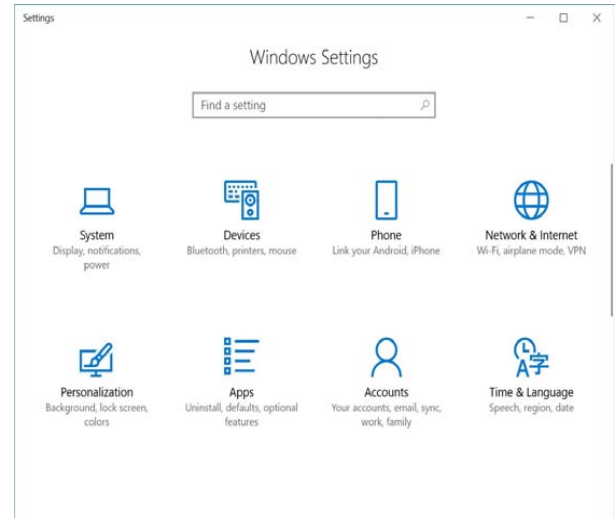 Settings
Windows Settings
Find a setting
System
Display, notifications,
power
Devices
Bluetooth, printers, mouse
Phone
Link your Android, iPhone
Network & Internet
Wi-Fi, airplane mode, VPN
Personalization
Background, lock screen,
colors
Apps
Uninstall, defaults, optional
features
Accounts
Your accounts, email, sync,
work, family
A字
Time & Language
Speech, region, date